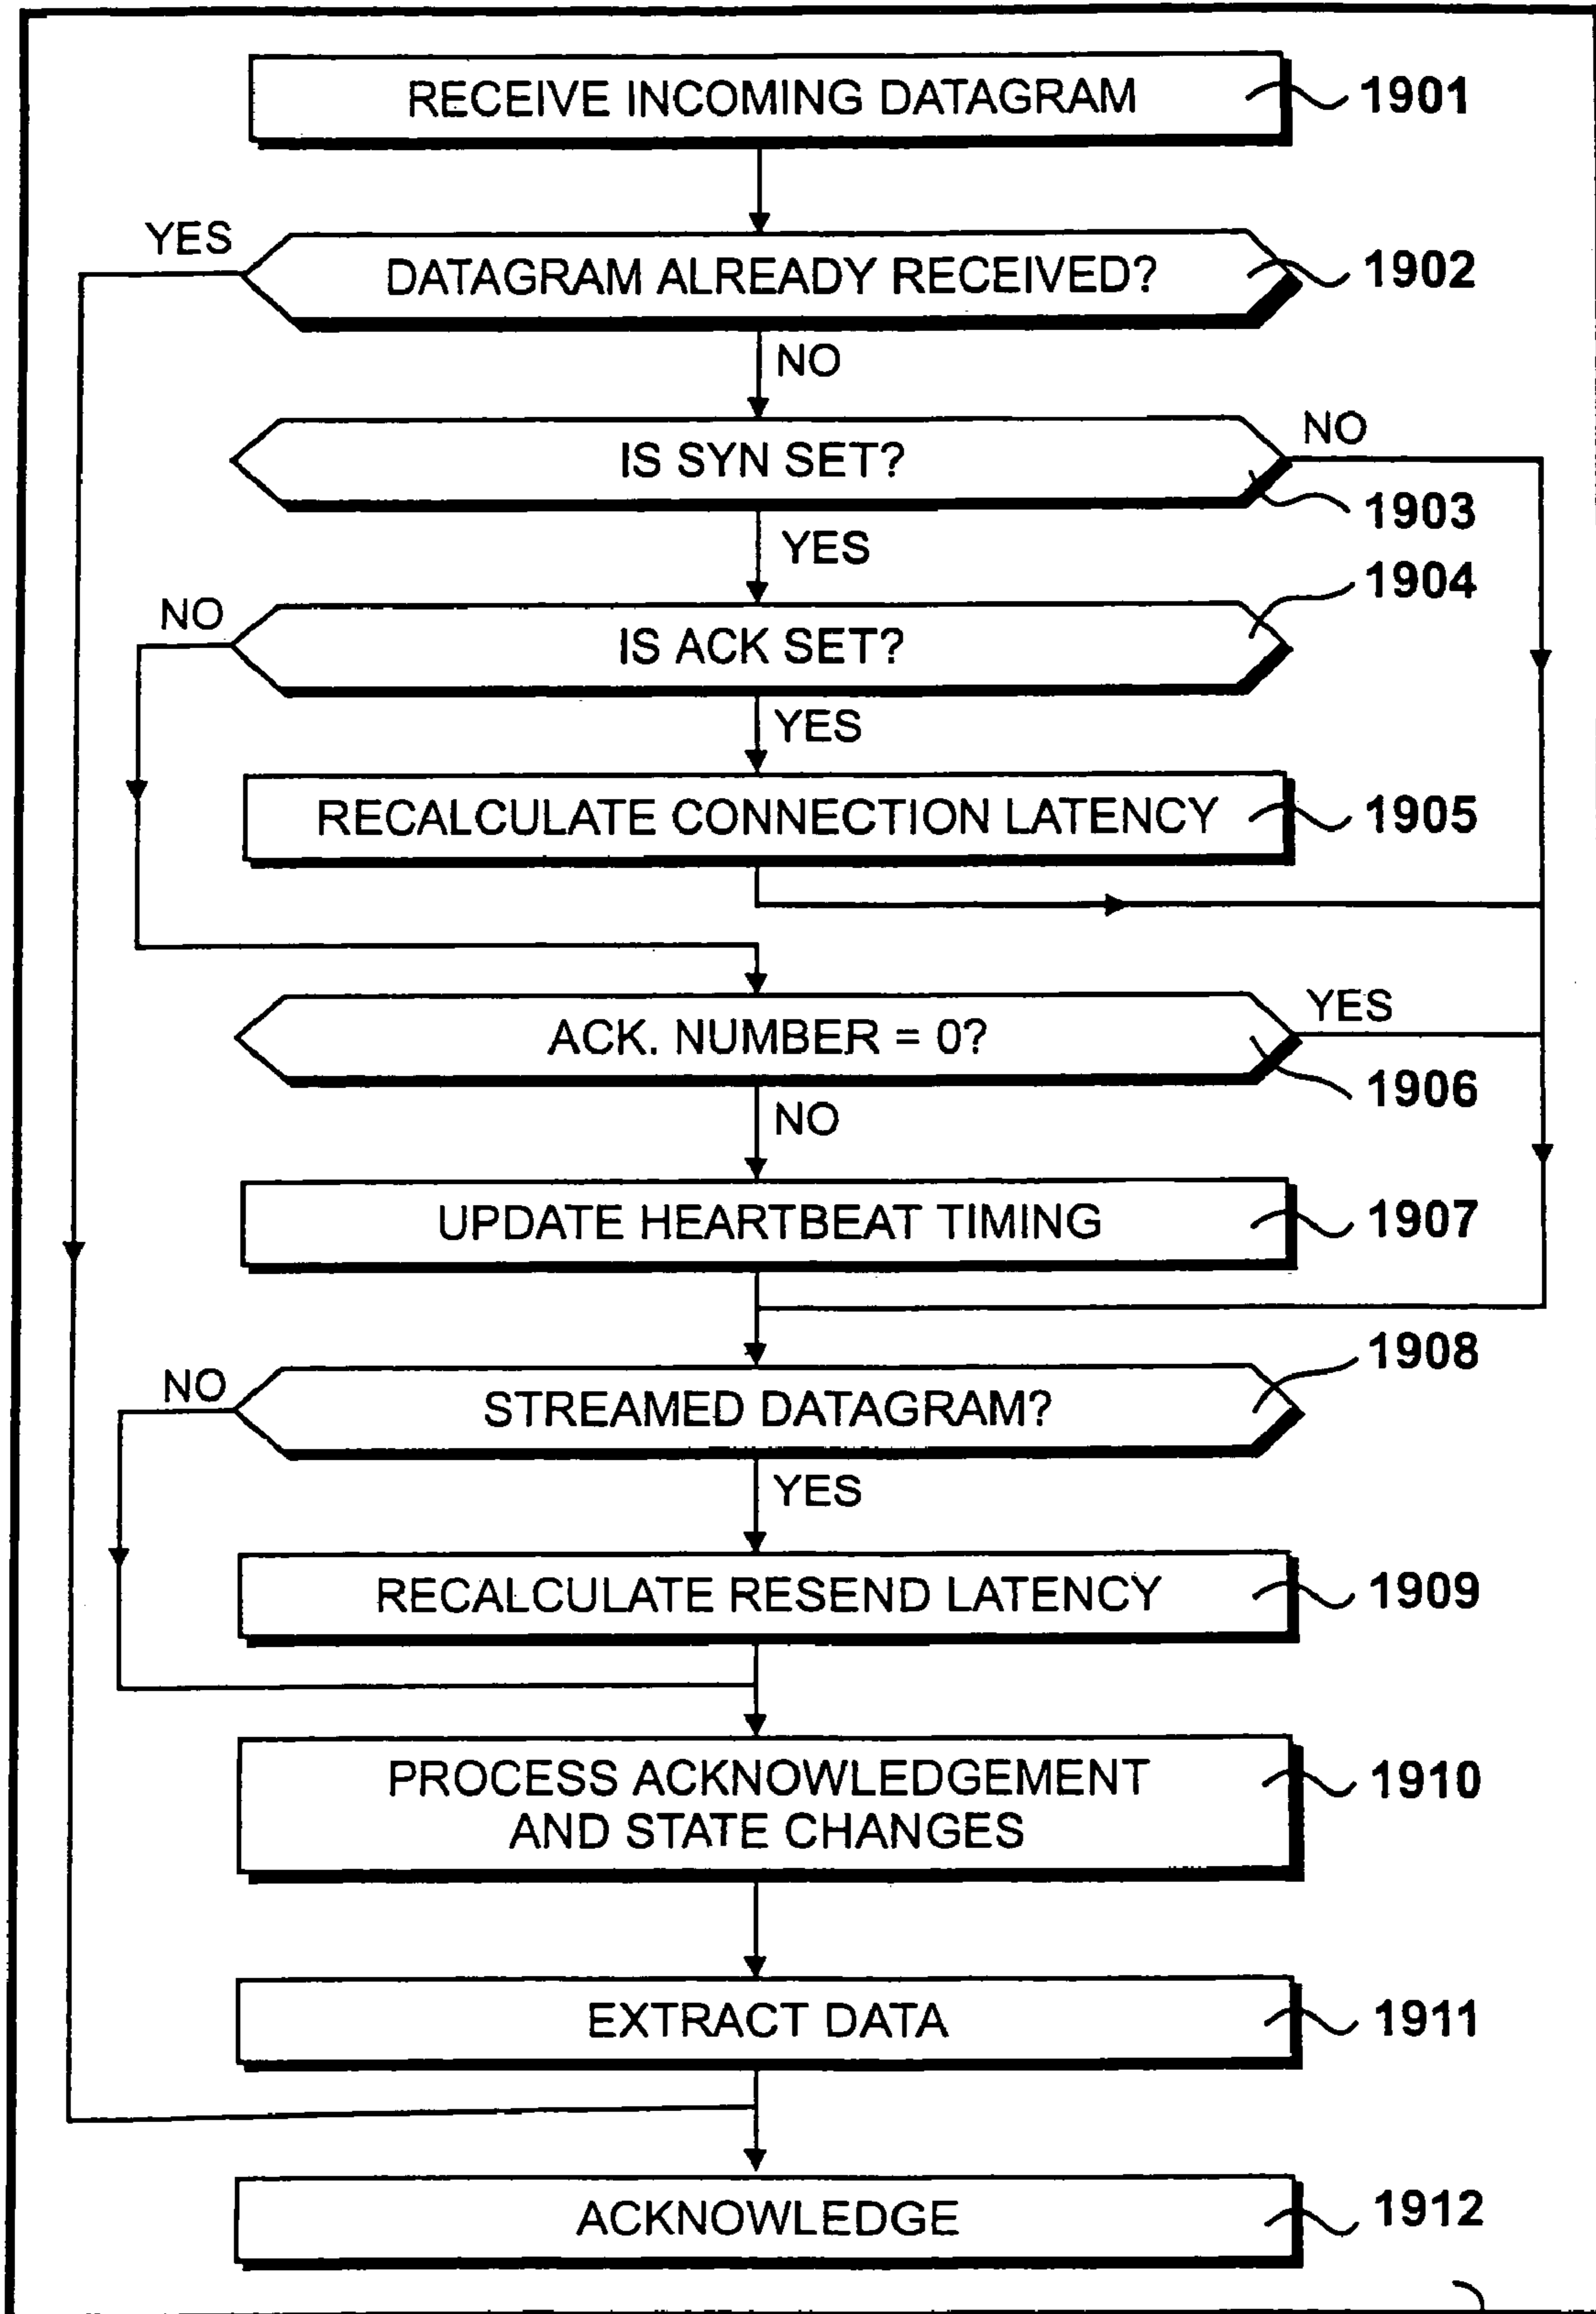 RECEIVE INCOMING DATAGRAM 1901
YES
DATAGRAM ALREADY RECEIVED? 1902
NO
IS SYN SET? NO
1903
YES
1904
NO
IS ACK SET?
YES
RECALCULATE CONNECTION LATENCY 1905
ACK. NUMBER = 0? YES
1906
NO
UPDATE HEARTBEAT TIMING 1907
1908
NO
STREAMED DATAGRAM?
YES
RECALCULATE RESEND LATENCY 1909
PROCESS ACKNOWLEDGEMENT 1910
AND STATE CHANGES
EXTRACT DATA 1911
ACKNOWLEDGE 1912